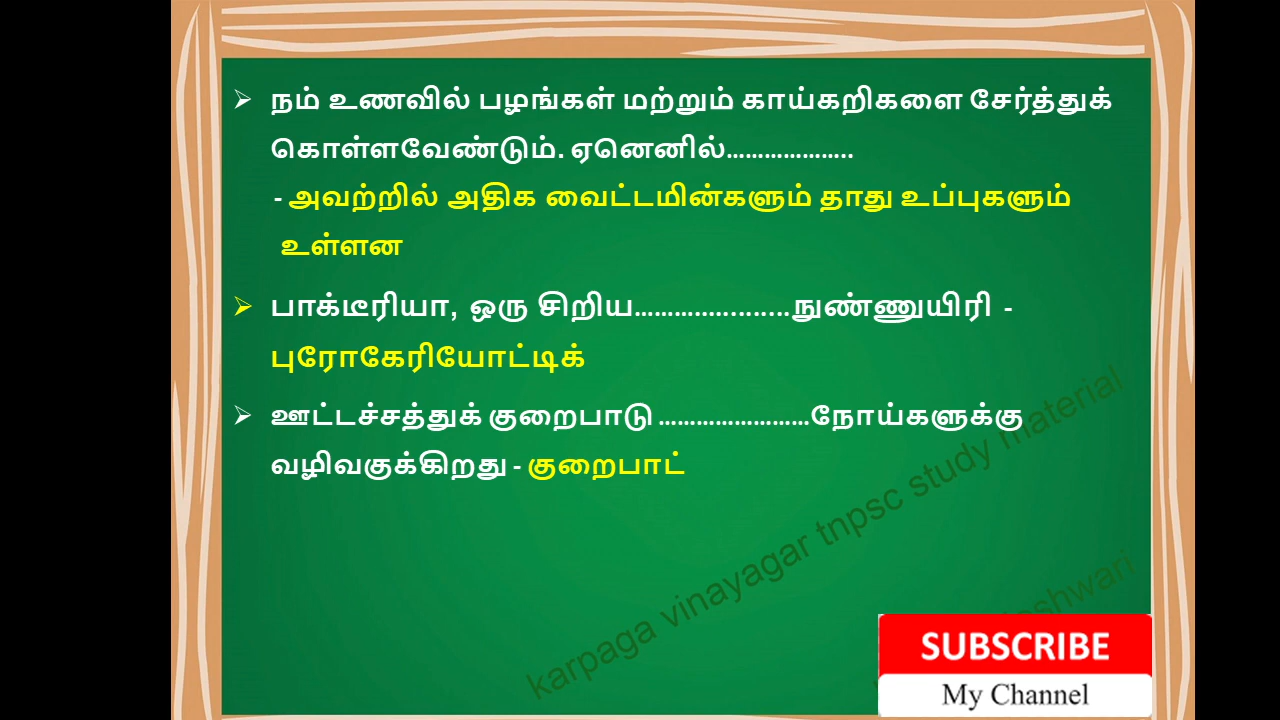 ➢ நம் உணவில் பழங்கள் மற்றும் காய்கறிகளை சேர்த்துக்
கொள்ளவேண்டும். ஏனெனில்………………..
- அவற்றில் அதிக வைட்டமின்களும் தாது உப்புகளும்
உள்ளன
➢ பாக்டீரியா, ஒரு சிறிய………...….......நுண்ணுயிரி -
புரோகேரியோட்டிக்
➢ ஊட்டச்சத்துக் குறைபாடு ……………………நோய்களுக்கு
வழிவகுக்கிறது - குறைபாட்
karpaga vinayagar tnpsc study material
SUBSCRIBE
My Channel